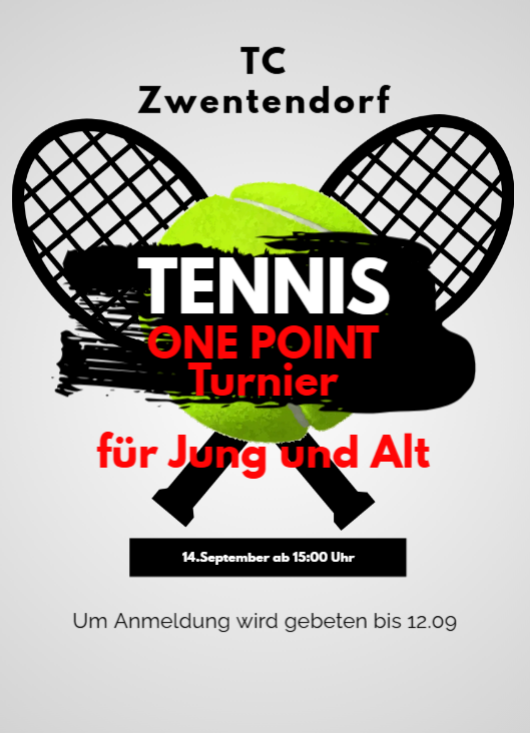 TC
Zwentendorf
TENNIS
ONE POINT
Turnier
für Jung und Alt
14.September ab 15:00 Uhr
Um Anmeldung wird gebeten bis 12.09